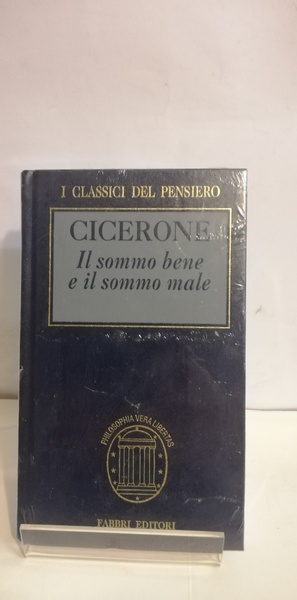 I CLASSICI DEL PENSIERO
CICERONE
Il sommo bene
e il sommo male
PHILOSOPHIA VERA LIBERTAS
FABBRI EDITORI